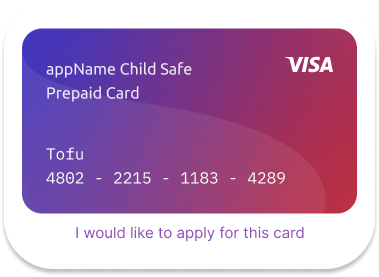 appName Child Safe
VISA
Prepaid Card
Tofu
4802 - 2215 - 1183 - 4289
I would like to apply for this card